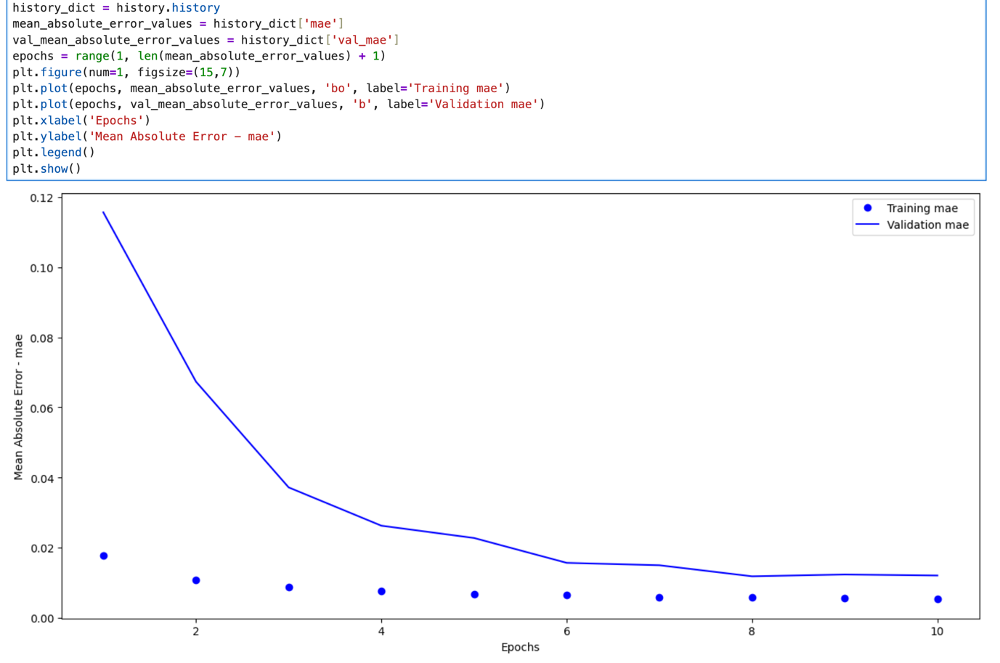 history_dict = history.history
mean_absolute_error_values = history_dict['mae']
val_mean_absolute_error_values = history_dict['val_mae']
epochs = range(1, len(mean_absolute_error_values) + 1)
plt.figure(num=1, figsize=(15,7))
plt.plot(epochs, mean_absolute_error_values, 'bo', label='Training mae')
plt.plot(epochs, val_mean_absolute_error_values, 'b', label='Validation mae')
plt.xlabel('Epochs')
plt.ylabel('Mean Absolute Error – mae')
plt.legend()
plt.show()
Training mae
Validation mae
0.12
0.10
0.08
0.06
0.04
0.02
0.00
Mean Absolute Error - mae
2 4 6 8 10
Epochs